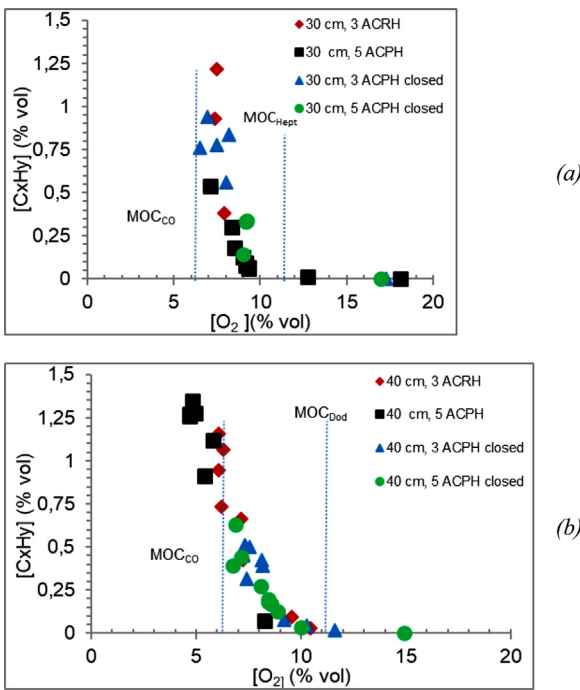 [CxHy] (% vol)
1,5
1,25
1
0,75
0,5
0,25
0
30 cm, 3 ACRH
30 cm, 5 ACPH
30 cm, 3 ACPH closed
30 cm, 5 ACPH closed
MOCHept
MOCCO
0 5 10 15 20
[O2 ](% vol)
(a)
[CxHy] (% vol)
1,5
1,25
1
0,75
0,5
0,25
0
40 cm, 3 ACRH
40 cm, 5 ACPH
40 cm, 3 ACPH closed
40 cm, 5 ACPH closed
MOCDod
MOCCO
0 5 10 15 20
[O2] (% vol)
(b)